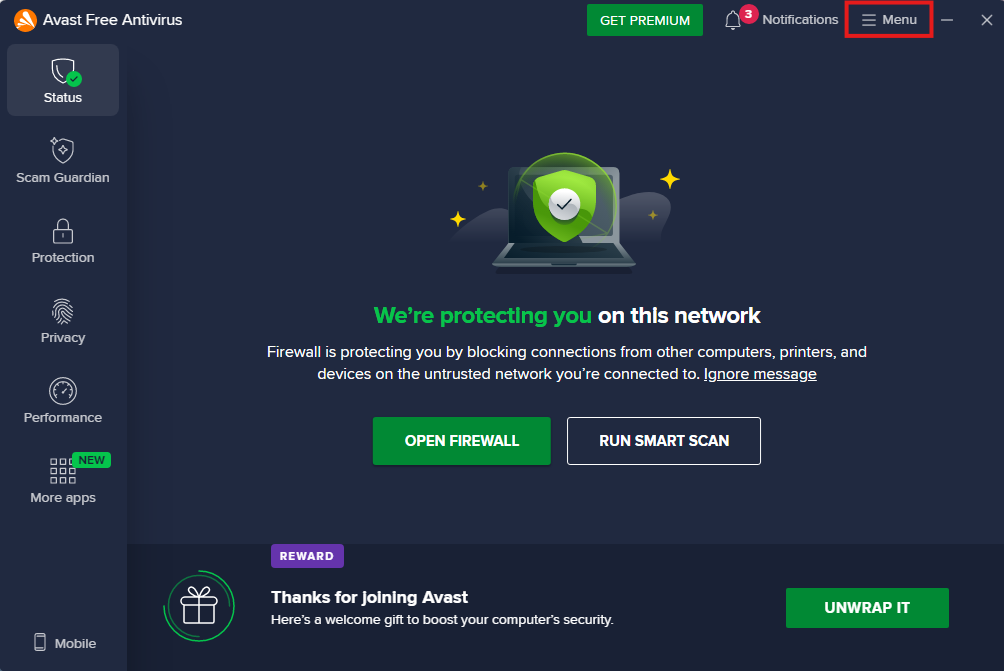 Avast Free Antivirus
GET PREMIUM
3
Notifications
Menu
Status
Scam Guardian
Protection
Privacy
Performance
NEW
More apps
Mobile
We're protecting you on this network
Firewall is protecting you by blocking connections from other computers, printers, and
devices on the untrusted network you're connected to. Ignore message
OPEN FIREWALL
RUN SMART SCAN
REWARD
Thanks for joining Avast
Here's a welcome gift to boost your computer's security.
UNWRAP IT